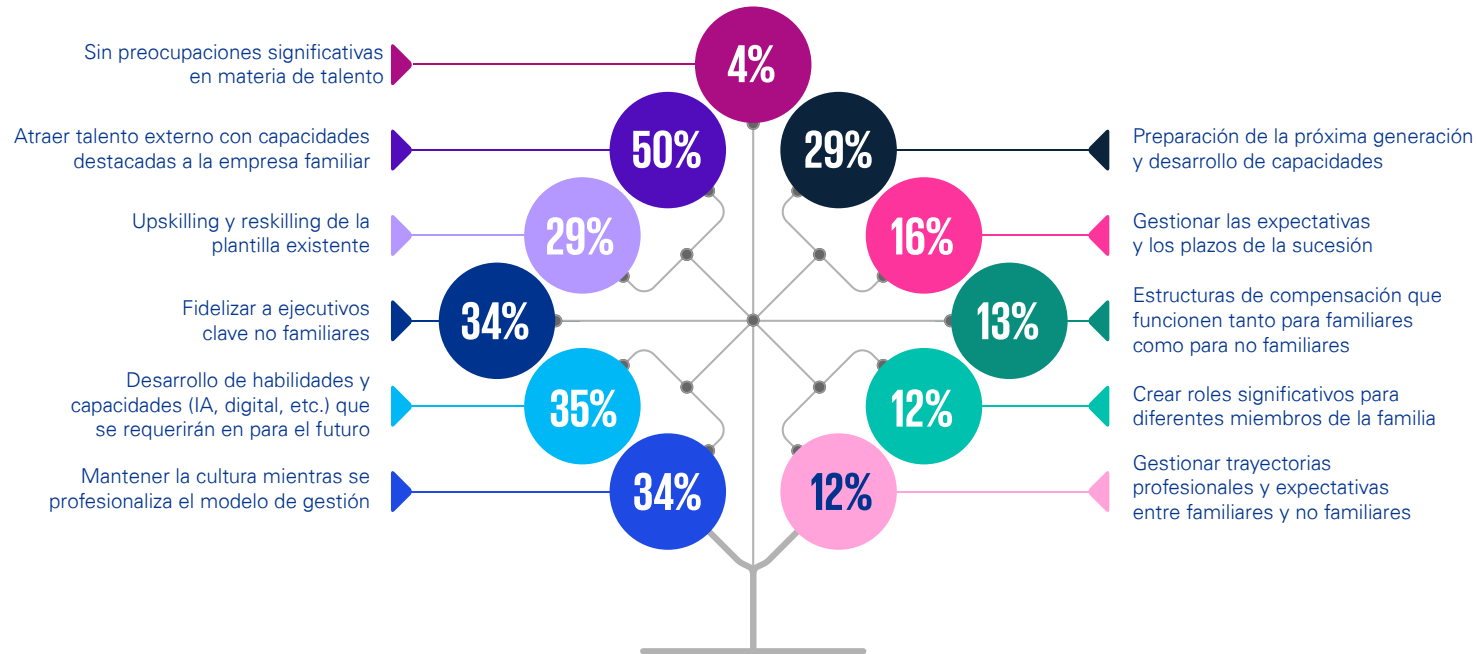 Sin preocupaciones significativas
en materia de talento
4%
Atraer talento externo con capacidades
destacadas a la empresa familiar
50%
29%
Preparación de la próxima generación
y desarrollo de capacidades
Upskilling y reskilling de la
plantilla existente
29%
16%
Gestionar las expectativas
y los plazos de la sucesión
Fidelizar a ejecutivos
clave no familiares
34%
13%
Estructuras de compensación que
funcionen tanto para familiares
como para no familiares
Desarrollo de habilidades y
capacidades (IA, digital, etc.) que
se requerirán en para el futuro
35%
12%
Crear roles significativos para
diferentes miembros de la familia
Mantener la cultura mientras se
profesionaliza el modelo de gestión
34%
12%
Gestionar trayectorias
profesionales y expectativas
entre familiares y no familiares